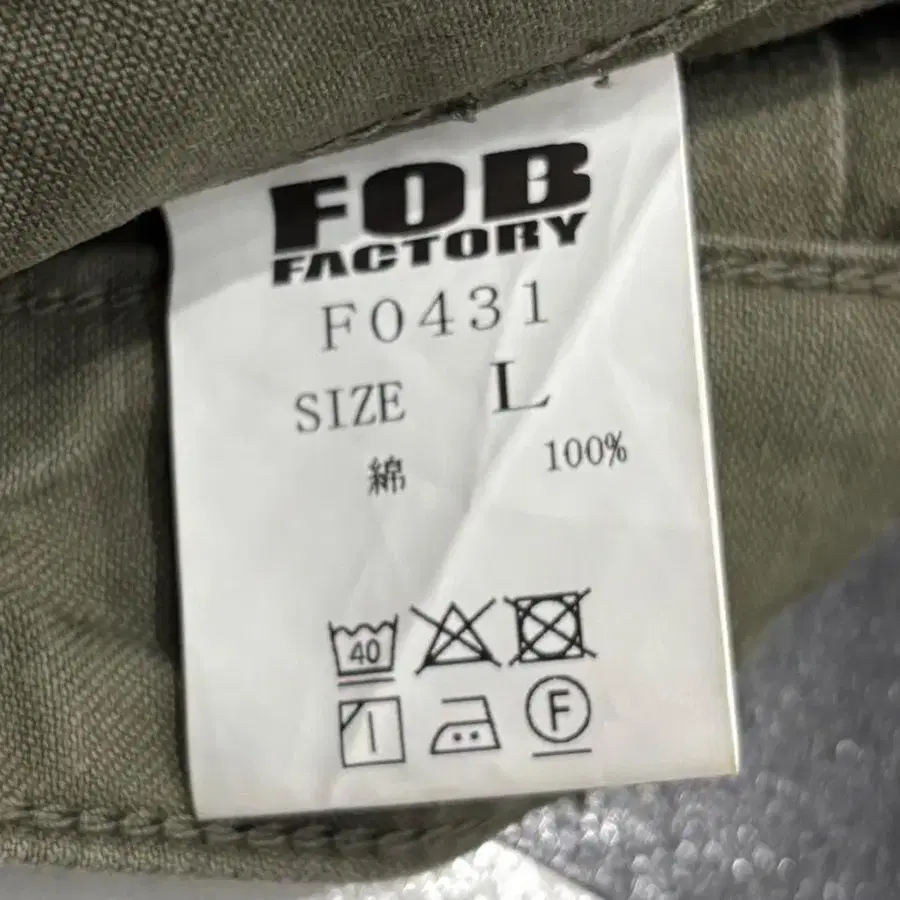 FOB
FACTORY
F0431
SIZE L
綿 100%
40
F